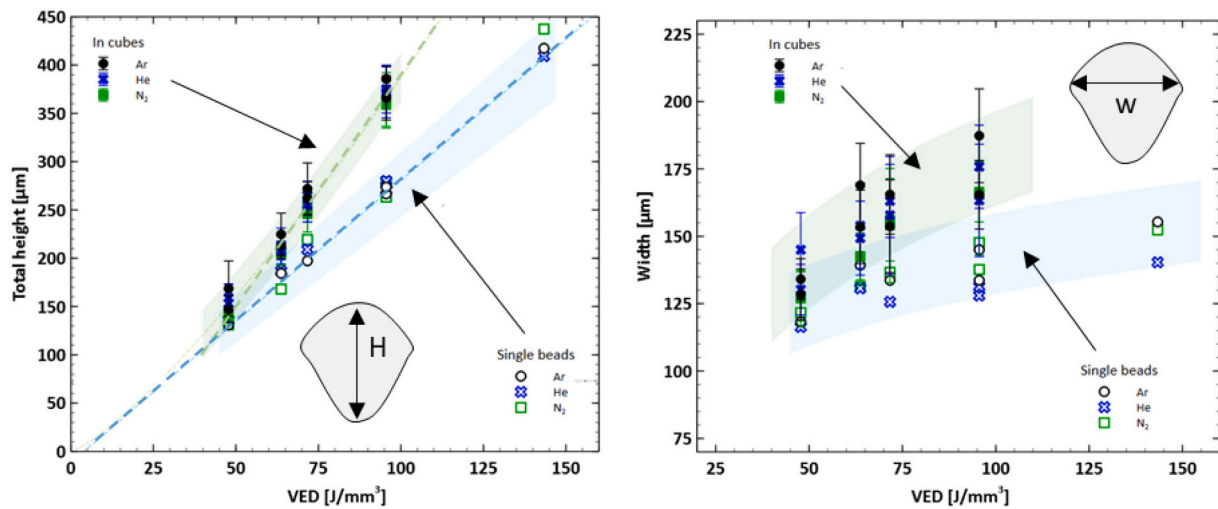 450
400
350
300
250
200
150
100
50
0
Total height [µm]
In cubes
Ar
He
N₂
H
Single beads
Ar
He
N₂
0 50 75 100 125 150
VED [J/mm³]
225
200
175
150
125
100
75
Width [µm]
In cubes
Ar
He
N₂
W
Single beads
Ar
He
N₂
25 50 75 100 125 150
VED [J/mm³]